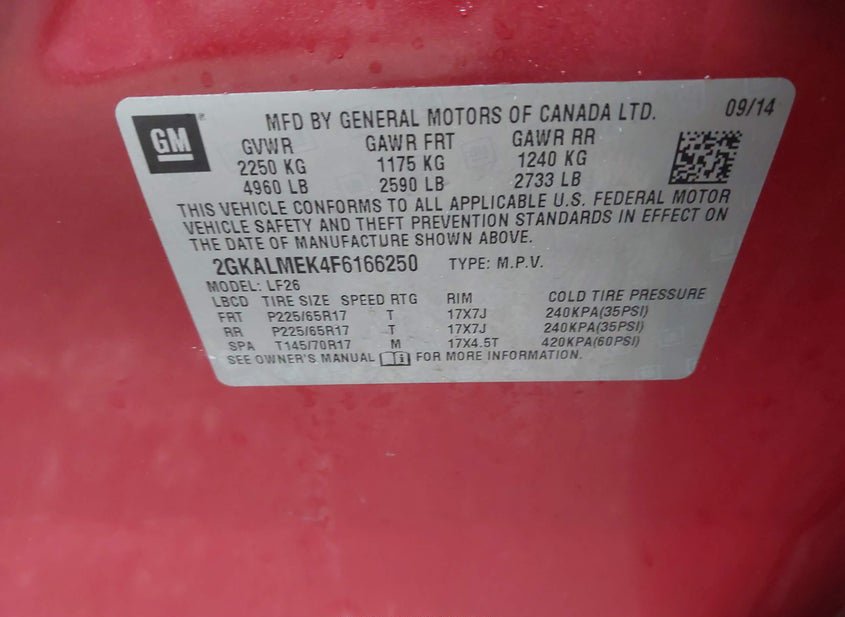 GM
MFD BY GENERAL MOTORS OF CANADA LTD. 09/14
GVWR GAWR FRT GAWR RR
2250 KG 1175 KG 1240 KG
4960 LB 2590 LB 2733 LB
THIS VEHICLE CONFORMS TO ALL APPLICABLE U.S. FEDERAL MOTOR
VEHICLE SAFETY AND THEFT PREVENTION STANDARDS IN EFFECT ON
THE DATE OF MANUFACTURE SHOWN ABOVE.
2GKALMEK4F6166250 TYPE: M.P.V.
MODEL: LF26
LBCD TIRE SIZE SPEED RTG RIM COLD TIRE PRESSURE
FRT P225/65R17 T 17X7J 240KPA(35PSI)
RR P225/65R17 T 17X7J 240KPA(35PSI)
SPA T145/70R17 M 17X4.5T 420KPA(60PSI)
SEE OWNER'S MANUAL i FOR MORE INFORMATION.